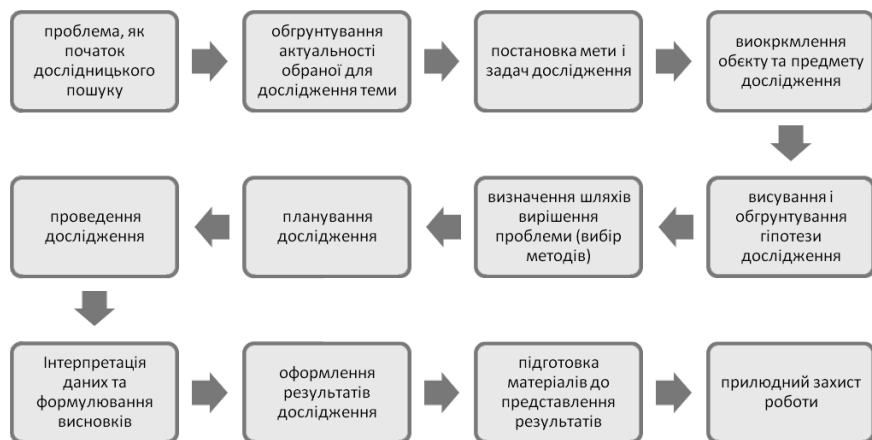 проблема, як
початок
дослідницького
пошуку
обгрунтування
актуальності
обраної для
дослідження теми
постановка мети і
задач дослідження
виокркмлення
обєкту та предмету
дослідження
висування і
обгрунтування
гіпотези
дослідження
визначення шляхів
вирішення
проблеми (вибір
методів)
планування
дослідження
проведення
дослідження
Інтерпретація
даних та
формулювання
висновків
оформлення
результатів
дослідження
підготовка
матеріалів до
представлення
результатів
прилюдний захист
роботи